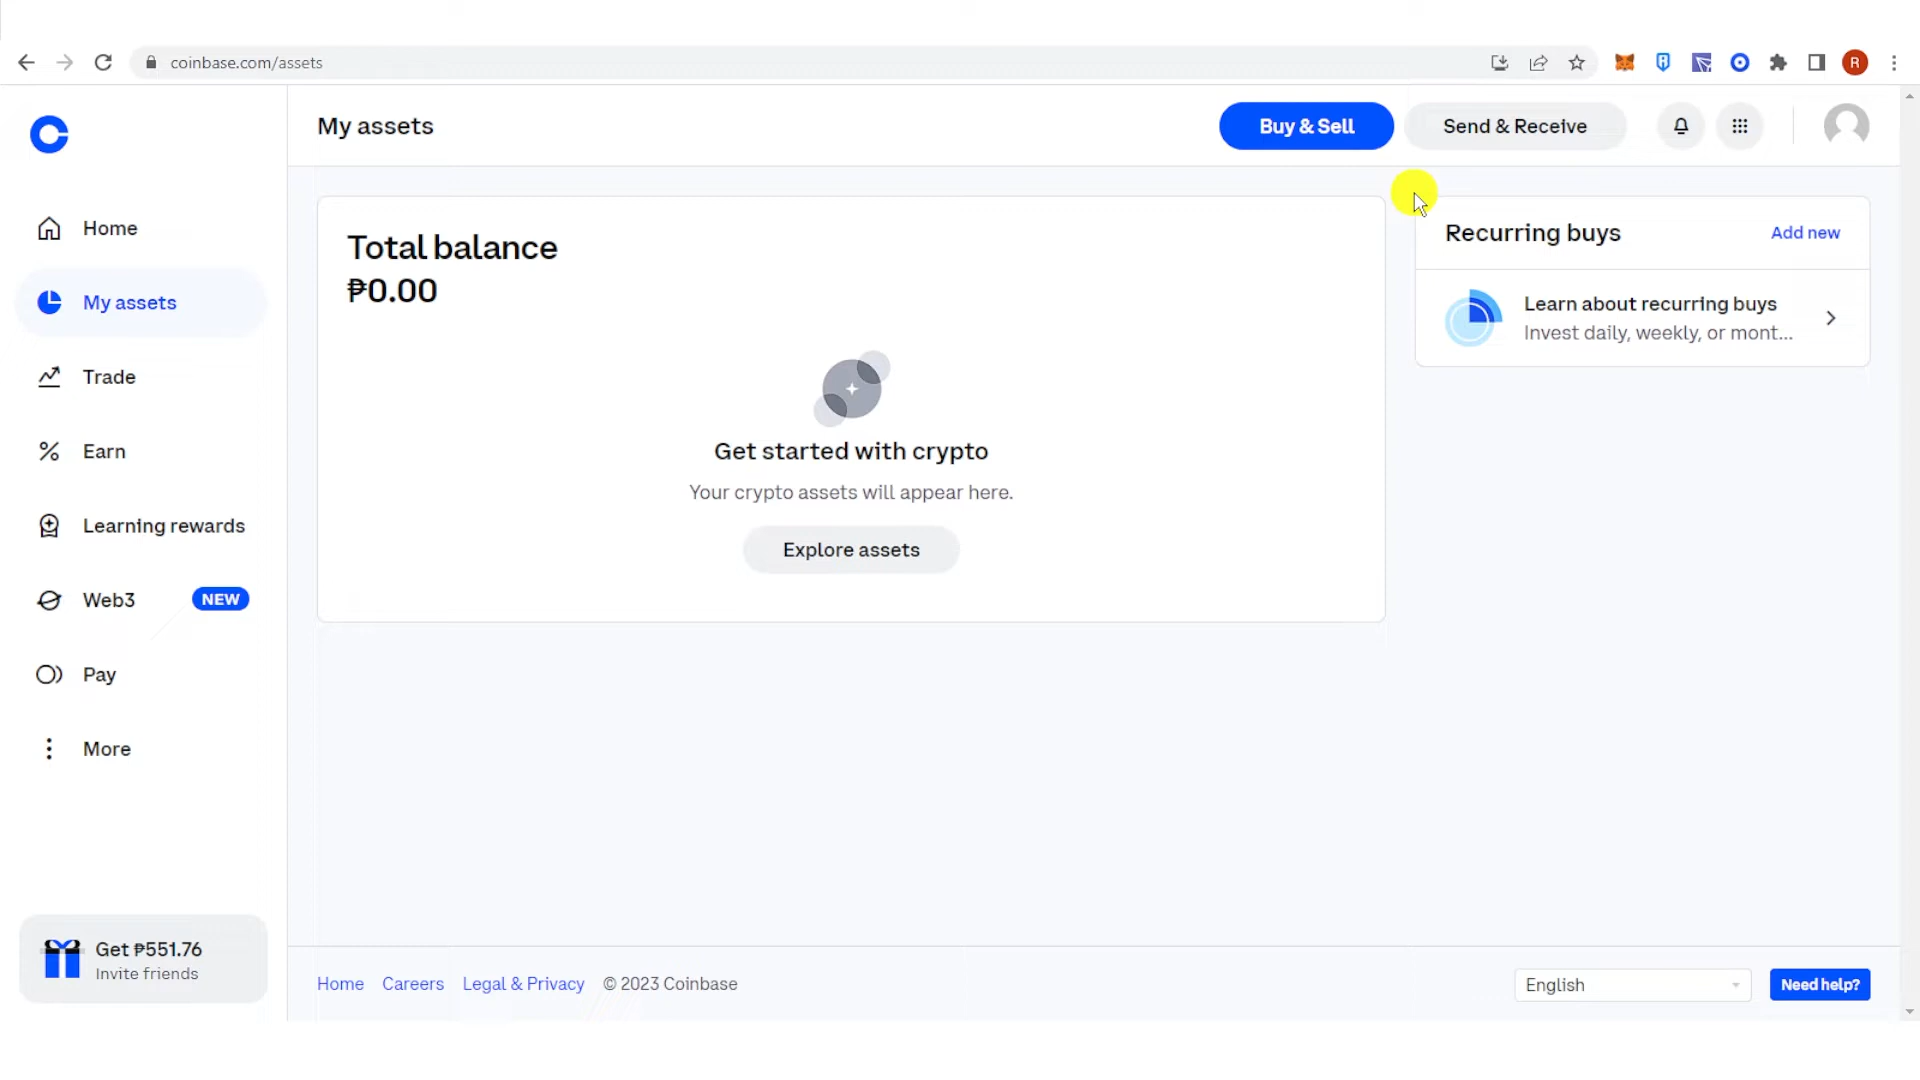 coinbase.com/assets
R
My assets
Buy & Sell
Send & Receive
Home
My assets
Trade
Earn
Learning rewards
Web3
NEW
Pay
More
Get ₱551.76
Invite friends
Total balance
₱0.00
Get started with crypto
Your crypto assets will appear here.
Explore assets
Recurring buys
Add new
Learn about recurring buys
Invest daily, weekly, or mont...
Home
Careers
Legal & Privacy
© 2023 Coinbase
English
Need help?